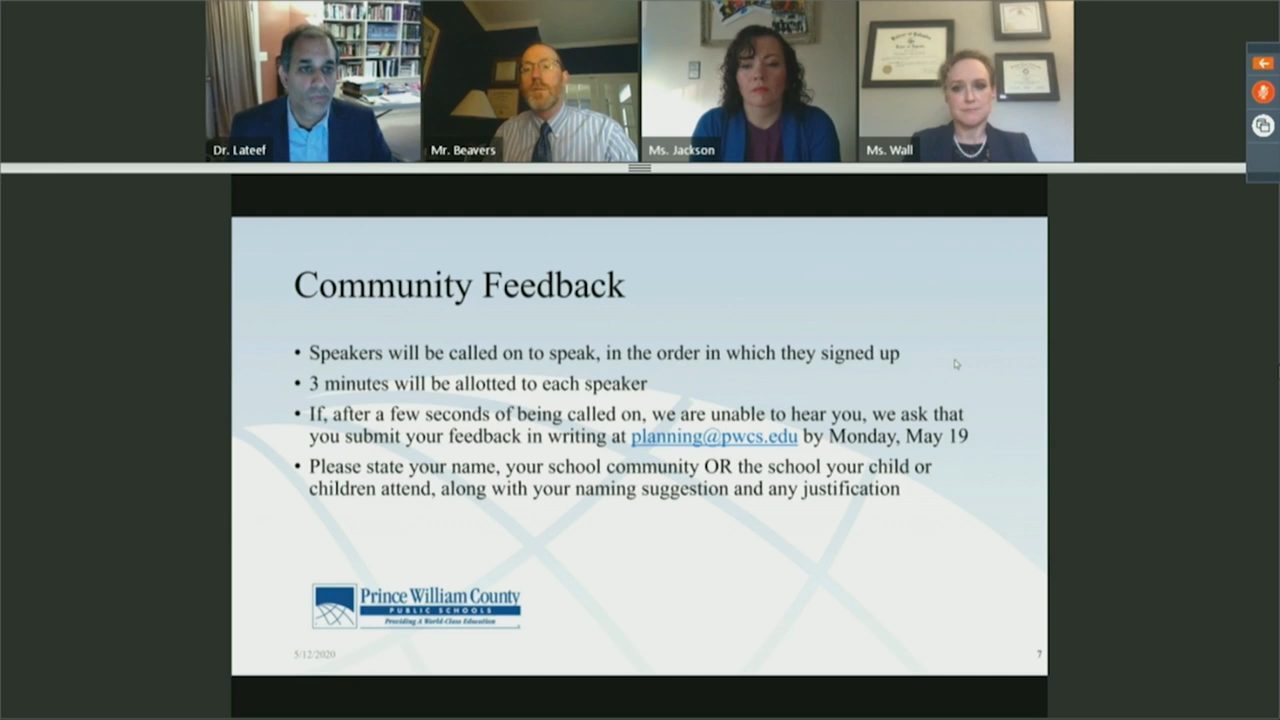 Dr. Lateef
Mr. Beavers
Ms. Jackson
Ms. Wall
Community Feedback
• Speakers will be called on to speak, in the order in which they signed up
• 3 minutes will be allotted to each speaker
• If, after a few seconds of being called on, we are unable to hear you, we ask that
you submit your feedback in writing at planning@pwcs.edu by Monday, May 19
• Please state your name, your school community OR the school your child or
children attend, along with your naming suggestion and any justification
Prince William County
PUBLIC SCHOOLS
Providing A World-Class Education
5/12/2020
7